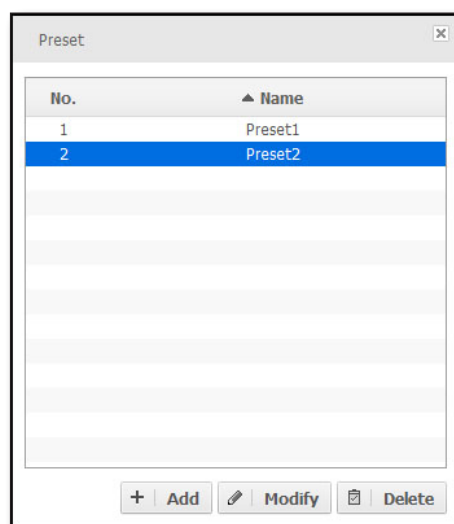 Preset
No. Name
1 Preset1
2 Preset2
Add Modify Delete